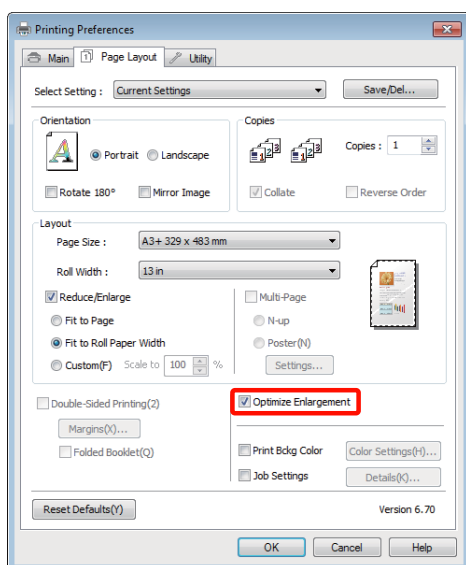 Printing Preferences
Main Page Layout Utility
Select Setting : Current Settings Save/Del...
Orientation
Portrait Landscape
Rotate 180° Mirror Image
Copies
Copies : 1
Collate Reverse Order
Layout
Page Size : A3+ 329 x 483 mm
Roll Width : 13 in
Reduce/Enlarge
Fit to Page
Fit to Roll Paper Width
Custom(F) Scale to 100 %
Multi-Page
N-up
Poster(N)
Settings...
Double-Sided Printing(2)
Margins(X)...
Folded Booklet(Q)
Optimize Enlargement
Print Bckg Color Color Settings(H)...
Job Settings Details(K)...
Reset Defaults(Y) Version 6.70
OK Cancel Help